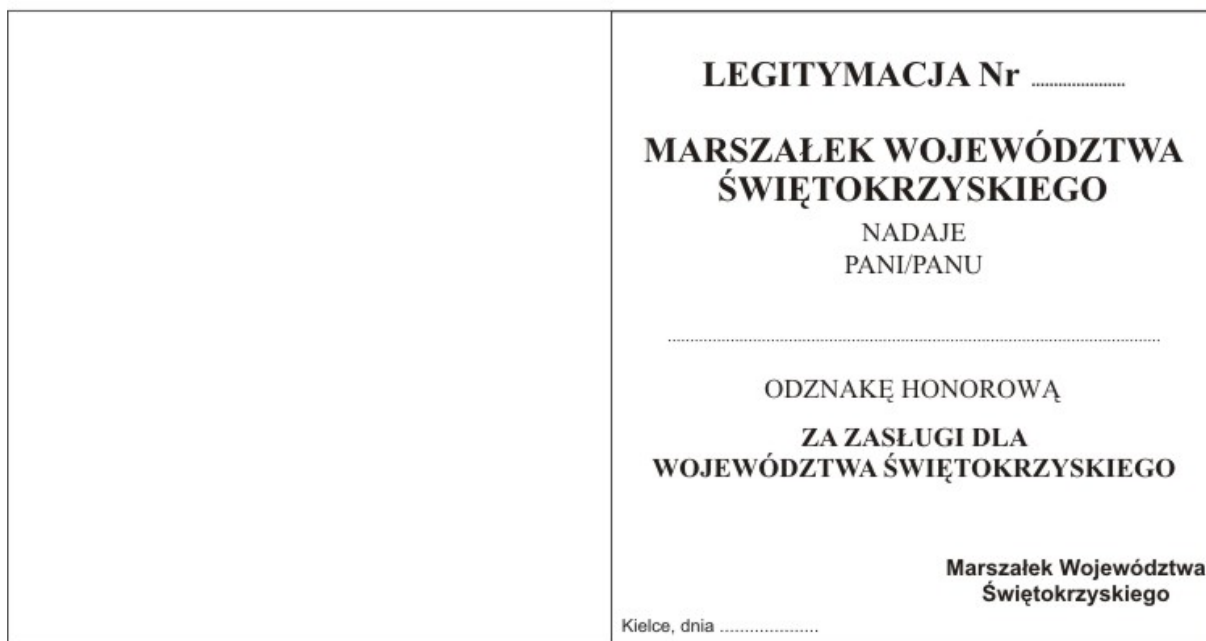 LEGITYMACJA Nr .....................
MARSZAŁEK WOJEWÓDZTWA
ŚWIĘTOKRZYSKIEGO
NADAJE
PANI/PANU
..............................................................................................................
ODZNAKĘ HONOROWĄ
ZA ZASŁUGI DLA
WOJEWÓDZTWA ŚWIĘTOKRZYSKIEGO
Marszałek Województwa
Świętokrzyskiego
Kielce, dnia ....................